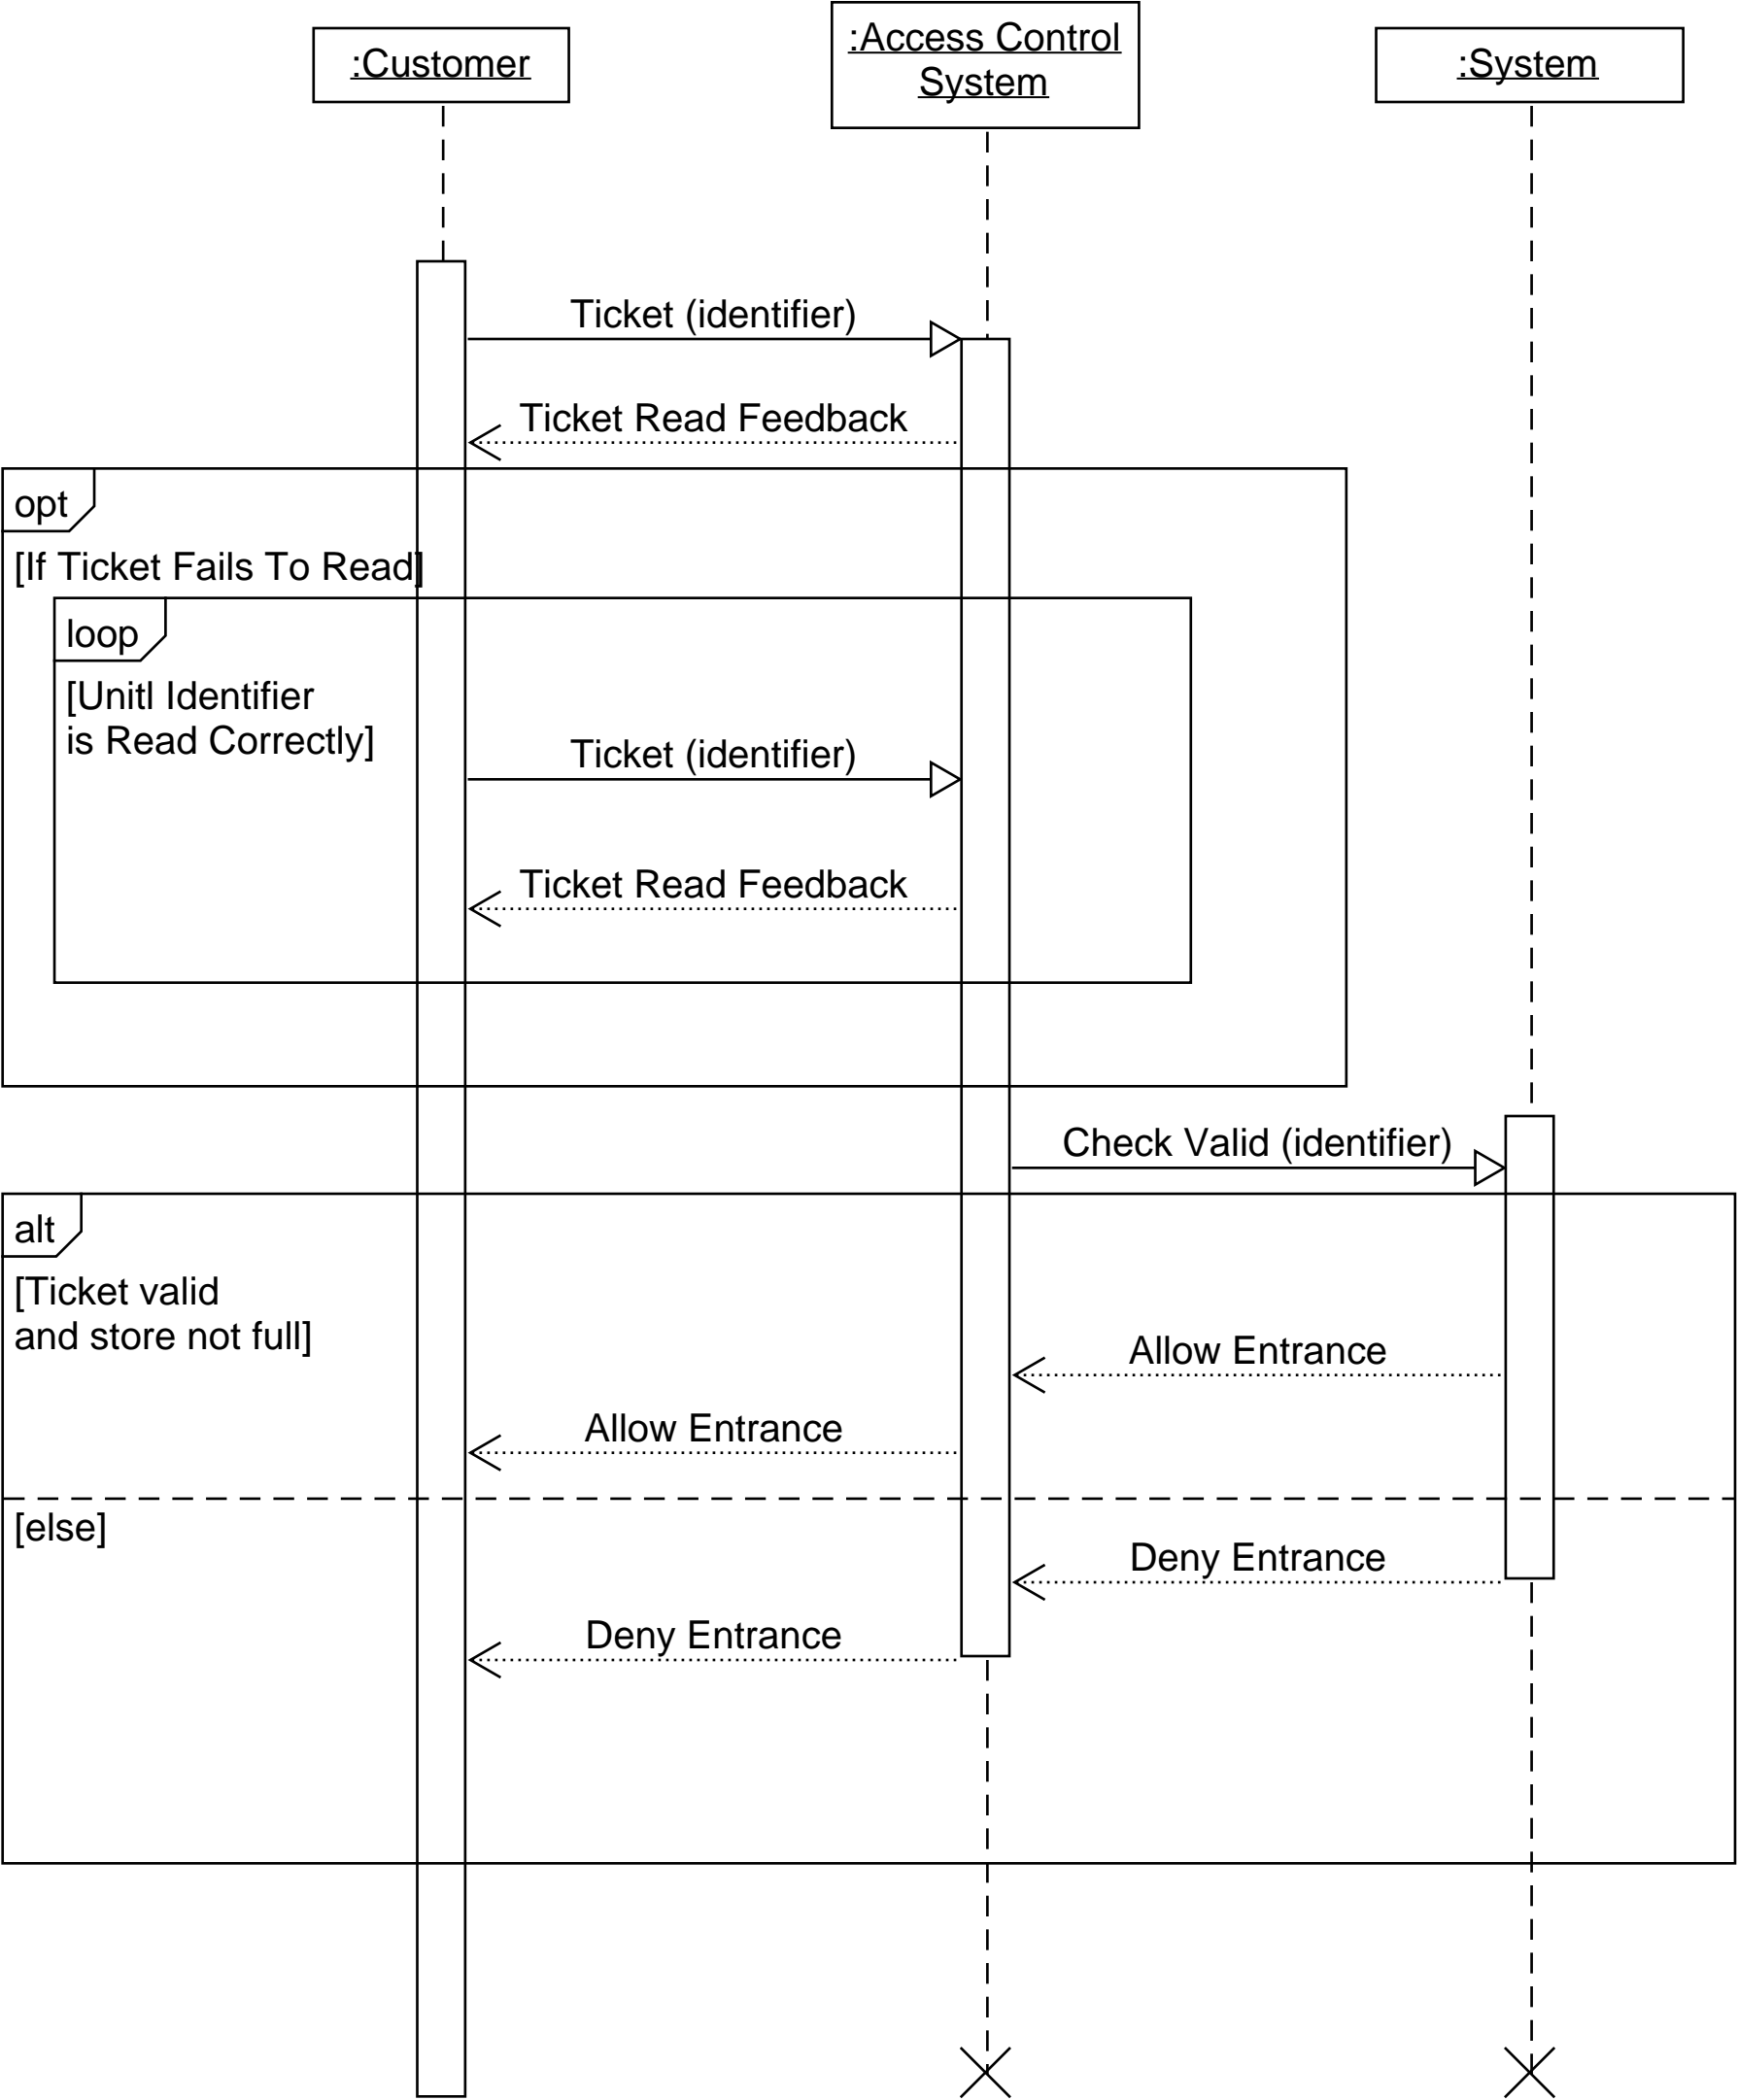 :Customer
:Access Control
System
:System
Ticket (identifier)
Ticket Read Feedback
opt
[If Ticket Fails To Read]
loop
[Unitl Identifier
is Read Correctly]
Ticket (identifier)
Ticket Read Feedback
Check Valid (identifier)
alt
[Ticket valid
and store not full]
Allow Entrance
Allow Entrance
[else]
Deny Entrance
Deny Entrance